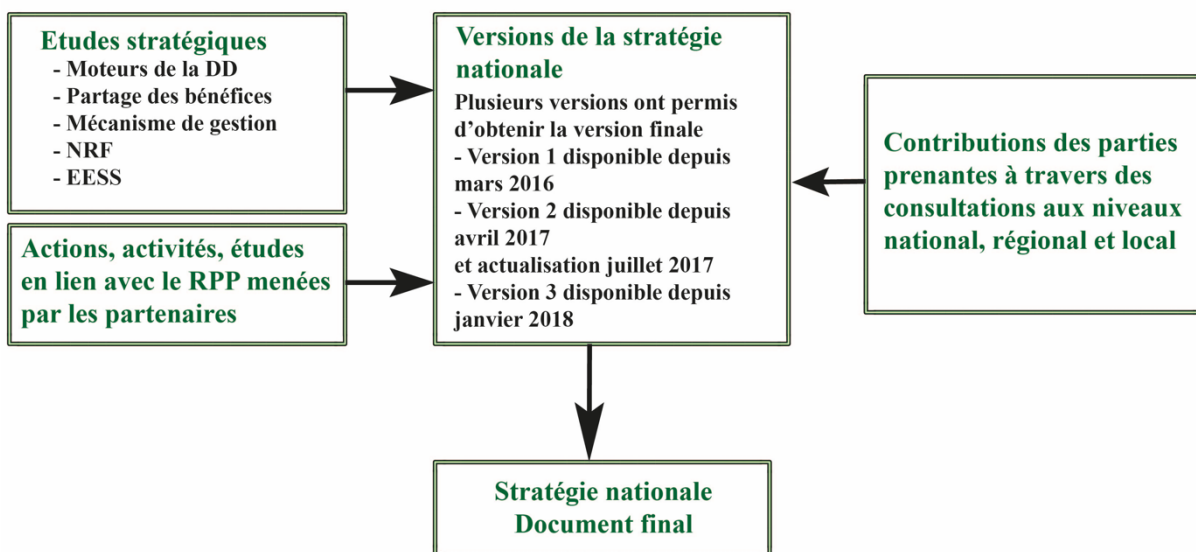 Etudes stratégiques
- Moteurs de la DD
- Partage des bénéfices
- Mécanisme de gestion
- NRF
- EESS
Actions, activités, études
en lien avec le RPP menées
par les partenaires
Versions de la stratégie
nationale
Plusieurs versions ont permis
d’obtenir la version finale
- Version 1 disponible depuis
mars 2016
- Version 2 disponible depuis
avril 2017
et actualisation juillet 2017
- Version 3 disponible depuis
janvier 2018
Contributions des parties
prenantes à travers des
consultations aux niveaux
national, régional et local
Stratégie nationale
Document final